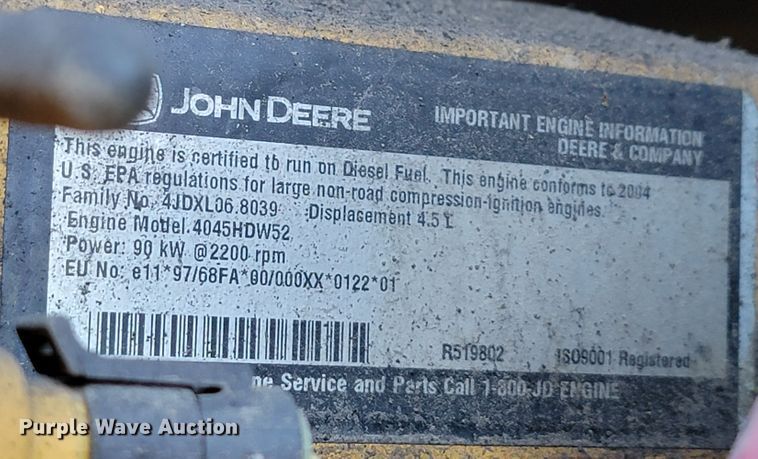 JOHN DEERE
IMPORTANT ENGINE INFORMATION
DEERE & COMPANY
This engine is certified to run on Diesel Fuel. This engine conforms to 2004
U.S. EPA regulations for large non-road compression-ignition engines.
Family No. 4JDXL06.8039 Displacement 4.5 L
Engine Model 4045HDW52
Power: 90 kW @2200 rpm
EU No: e11*97/68FA*00/000XX*0122*01
R519802 ISO9001 Registered
Service and Parts Call 1-800-JD ENGINE
Purple Wave Auction